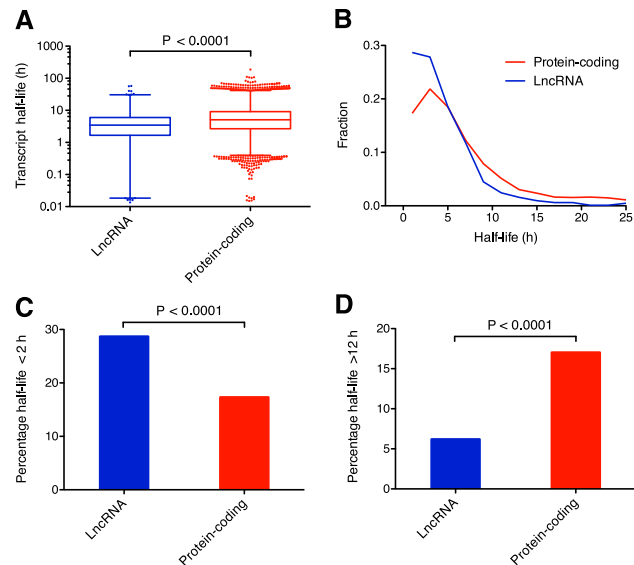 A
P < 0.0001
Transcript half-life (h)
1000
100
10
1
0.1
0.01
LncRNA
Protein-coding
B
Protein-coding
LncRNA
Fraction
0.3
0.2
0.1
0.0
0 5 10 15 20 25
Half-life (h)
C
P < 0.0001
Percentage half-life < 2 h
30
20
10
0
LncRNA
Protein-coding
D
P < 0.0001
Percentage half-life >12 h
20
15
10
5
0
LncRNA
Protein-coding